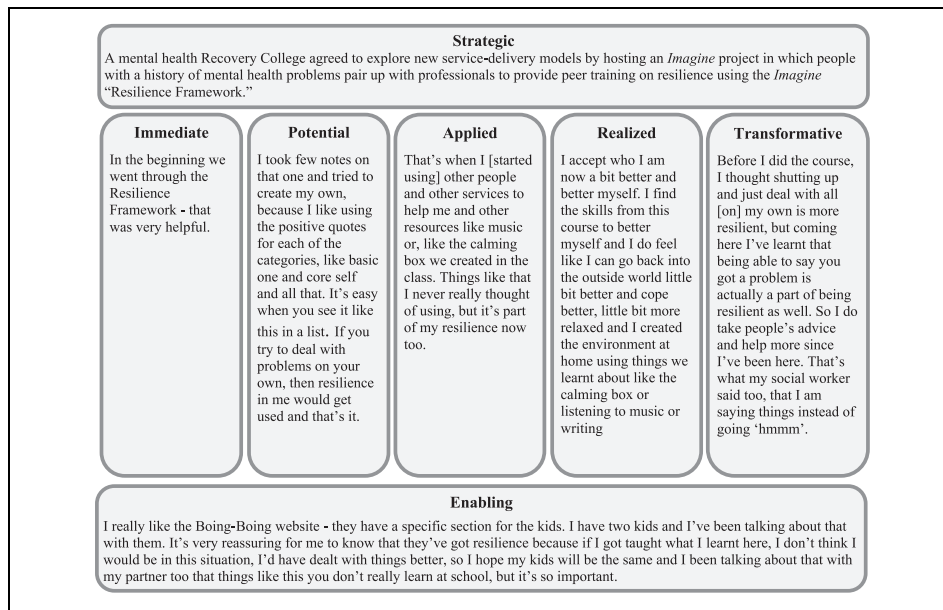 Strategic
A mental health Recovery College agreed to explore new service-delivery models by hosting an Imagine project in which people
with a history of mental health problems pair up with professionals to provide peer training on resilience using the Imagine
“Resilience Framework.”
Immediate
In the beginning we
went through the
Resilience
Framework - that
was very helpful.
Potential
I took few notes on
that one and tried to
create my own,
because I like using
the positive quotes
for each of the
categories, like basic
one and core self
and all that. It’s easy
when you see it like
this in a list. If you
try to deal with
problems on your
own, then resilience
in me would get
used and that’s it.
Applied
That’s when I [started
using] other people
and other services to
help me and other
resources like music
or, like the calming
box we created in the
class. Things like that
I never really thought
of using, but it’s part
of my resilience now
too.
Realized
I accept who I am
now a bit better and
better myself. I find
the skills from this
course to better
myself and I do feel
like I can go back into
the outside world little
bit better and cope
better, little bit more
relaxed and I created
the environment at
home using things we
learnt about like the
calming box or
listening to music or
writing
Transformative
Before I did the course,
I thought shutting up
and just deal with all
[on] my own is more
resilient, but coming
here I’ve learnt that
being able to say you
got a problem is
actually a part of being
resilient as well. So I do
take people’s advice
and help more since
I’ve been here. That’s
what my social worker
said too, that I am
saying things instead of
going ‘hmmm’.
Enabling
I really like the Boing-Boing website - they have a specific section for the kids. I have two kids and I’ve been talking about that
with them. It’s very reassuring for me to know that they’ve got resilience because if I got taught what I learnt here, I don’t think I
would be in this situation, I’d have dealt with things better, so I hope my kids will be the same and I been talking about that with
my partner too that things like this you don’t really learn at school, but it’s so important.